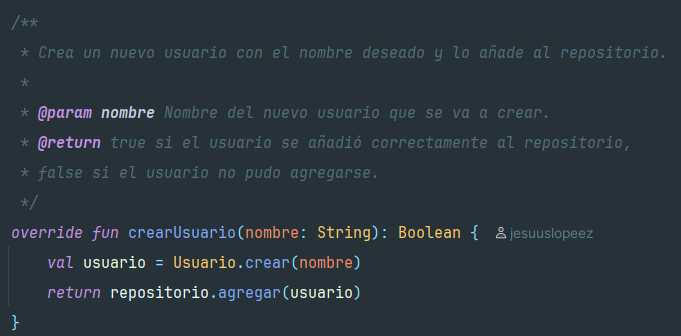 /**
 * Crea un nuevo usuario con el nombre deseado y lo añade al repositorio.
 *
 * @param nombre Nombre del nuevo usuario que se va a crear.
 * @return true si el usuario se añadió correctamente al repositorio,
 * false si el usuario no pudo agregarse.
 */
override fun crearUsuario(nombre: String): Boolean { jesuuslopeez
    val usuario = Usuario.crear(nombre)
    return repositorio.agregar(usuario)
}